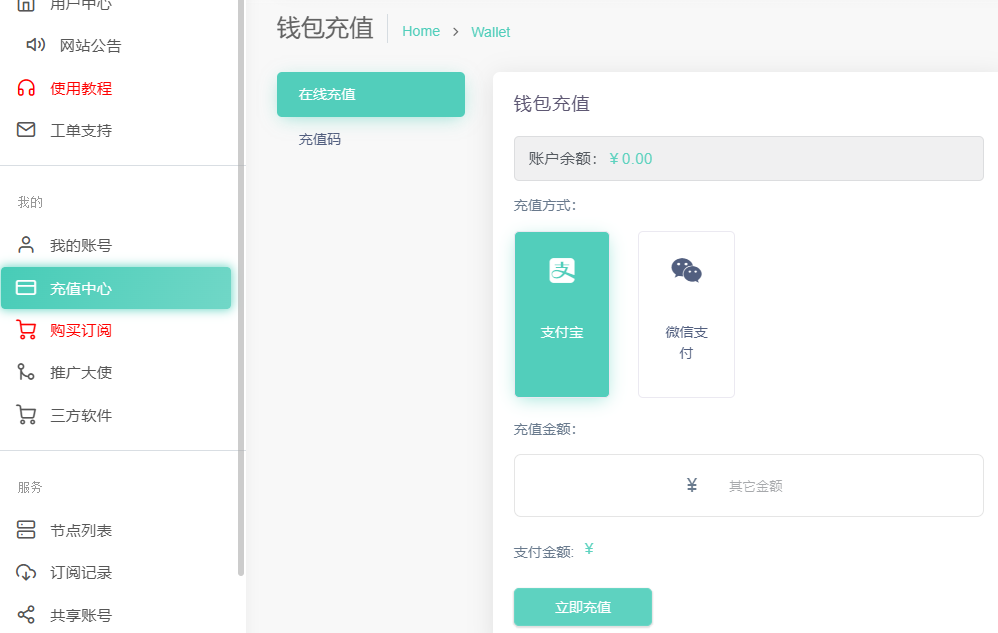 用户中心
网站公告
使用教程
工单支持
我的
我的账号
充值中心
购买订阅
推广大使
三方软件
服务
节点列表
订阅记录
共享账号
钱包充值
Home > Wallet
在线充值
充值码
钱包充值
账户余额: ¥ 0.00
充值方式:
支付宝
微信支
付
充值金额:
¥ 其它金额
支付金额: ¥
立即充值